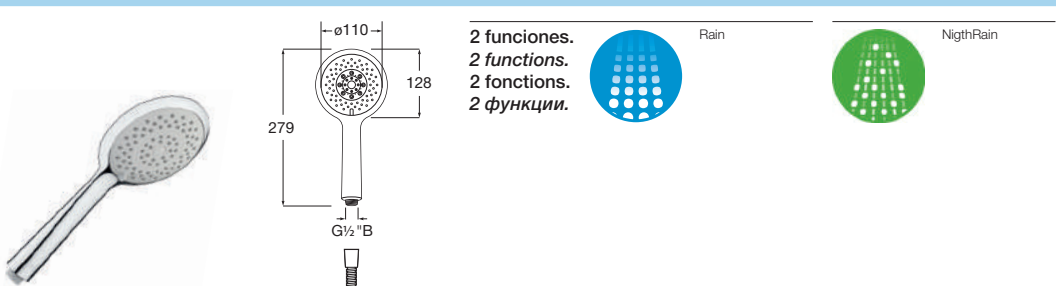 ø110
128
279
G½"B
2 funciones.
2 functions.
2 fonctions.
2 функции.
Rain
NigthRain